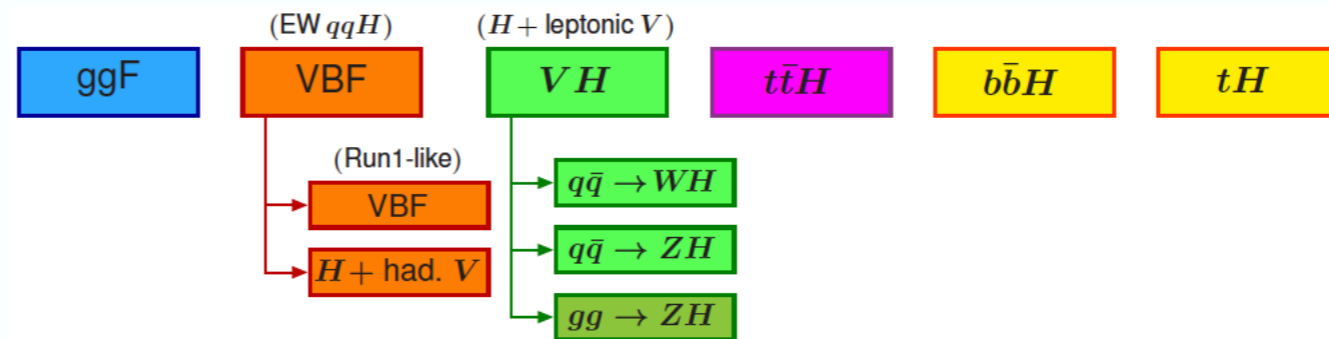 (EW qqH) (H + leptonic V)
ggF VBF VH tt̄H bb̄H tH
(Run1-like)
VBF
H + had. V
qq̄ → WH
qq̄ → ZH
gg → ZH